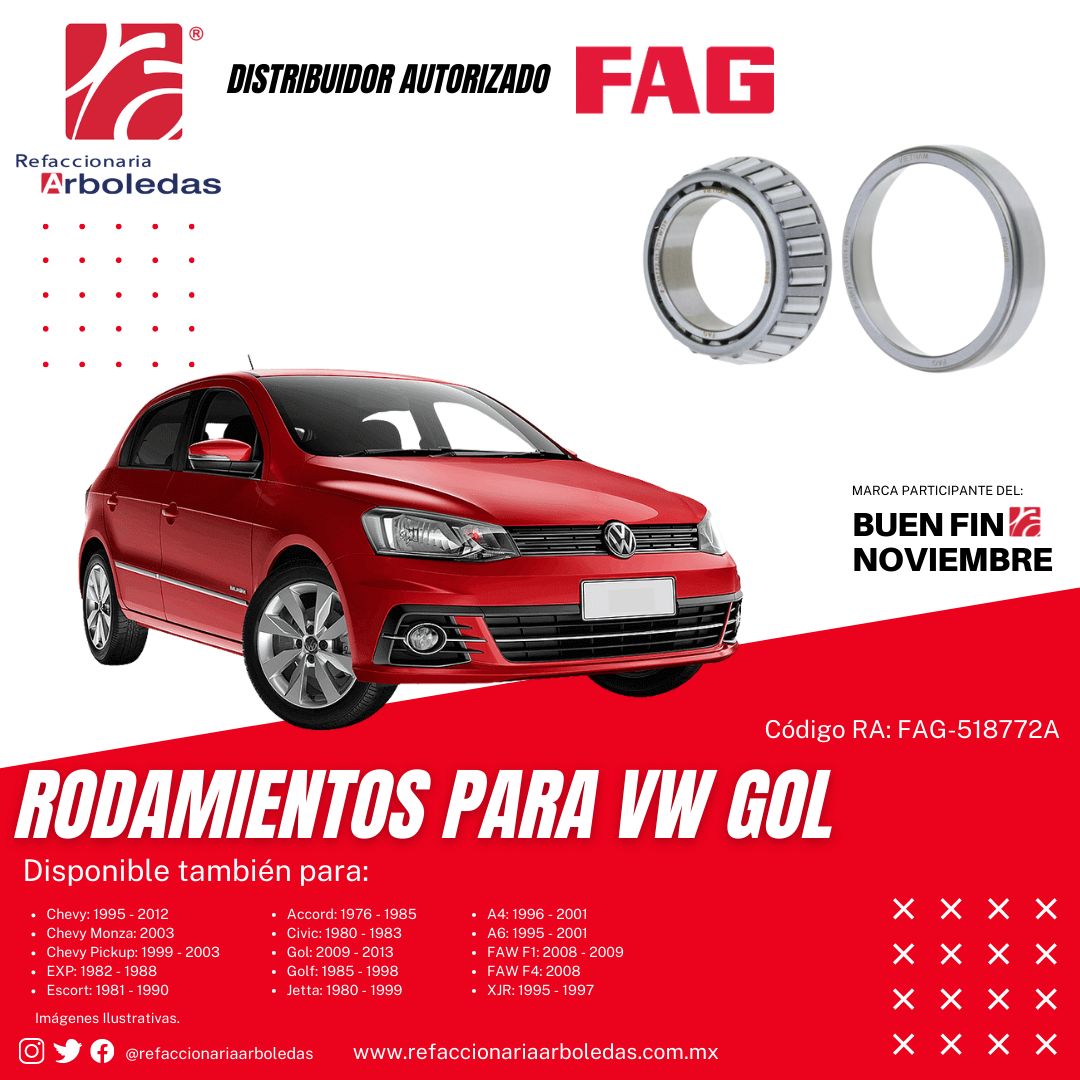 ®
DISTRIBUIDOR AUTORIZADO
FAG
Refaccionaria
Arboledas
VIETNAM
VIETNAM
FAG
FAG
MARCA PARTICIPANTE DEL:
BUEN FIN
NOVIEMBRE
Código RA: FAG-518772A
RODAMIENTOS PARA VW GOL
Disponible también para:
• Chevy: 1995 - 2012
• Chevy Monza: 2003
• Chevy Pickup: 1999 - 2003
• EXP: 1982 - 1988
• Escort: 1981 - 1990
• Accord: 1976 - 1985
• Civic: 1980 - 1983
• Gol: 2009 - 2013
• Golf: 1985 - 1998
• Jetta: 1980 - 1999
• A4: 1996 - 2001
• A6: 1995 - 2001
• FAW F1: 2008 - 2009
• FAW F4: 2008
• XJR: 1995 - 1997
Imágenes Ilustrativas.
@refaccionariaarboledas
www.refaccionariaarboledas.com.mx